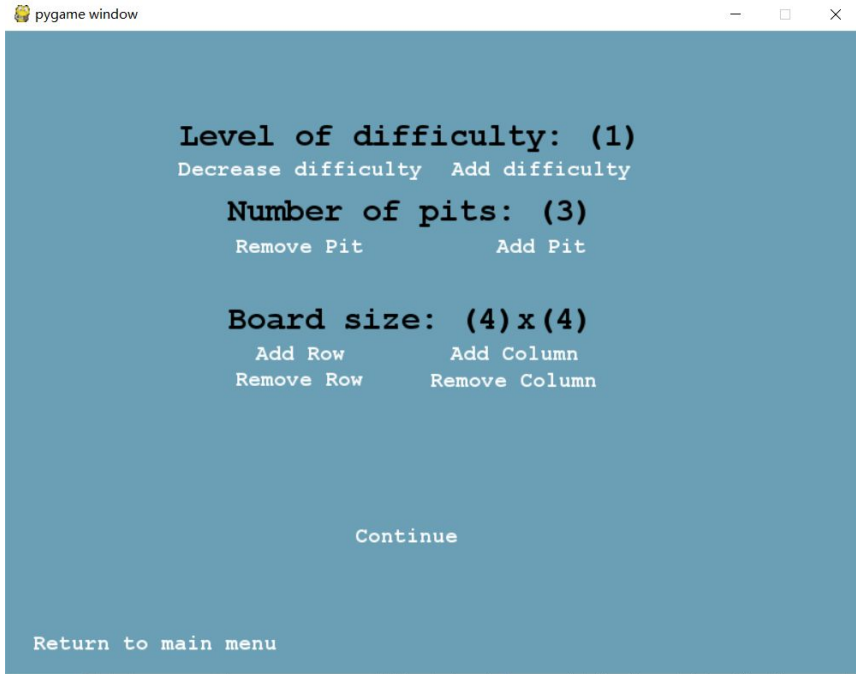 pygame window
Level of difficulty: (1)
Decrease difficulty Add difficulty
Number of pits: (3)
Remove Pit Add Pit
Board size: (4)x(4)
Add Row Add Column
Remove Row Remove Column
Continue
Return to main menu